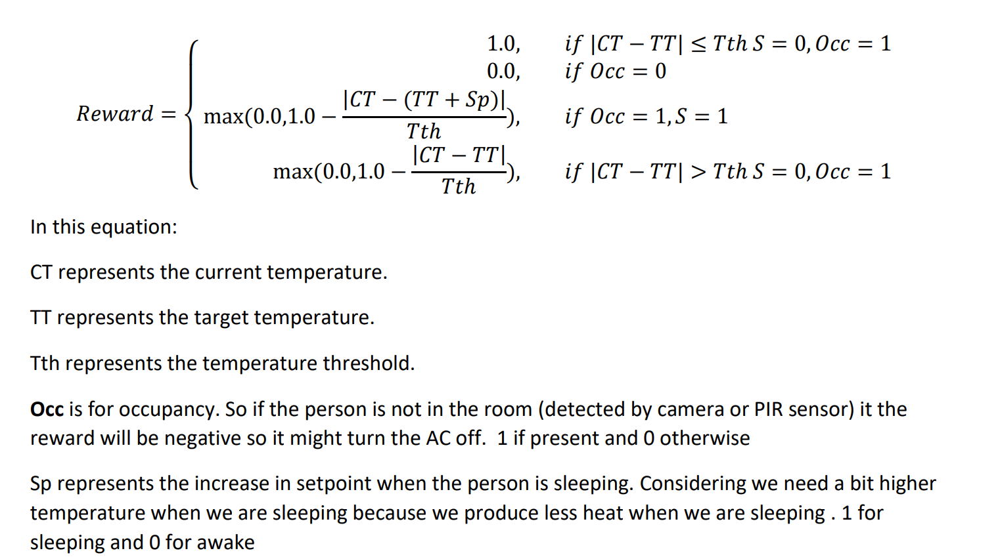 1.0, if |CT − TT| ≤ Tth S = 0, Occ = 1
0.0, if Occ = 0
Reward = { max(0.0,1.0 − |CT − (TT + Sp)| / Tth), if Occ = 1, S = 1
max(0.0,1.0 − |CT − TT| / Tth), if |CT − TT| > Tth S = 0, Occ = 1
In this equation:
CT represents the current temperature.
TT represents the target temperature.
Tth represents the temperature threshold.
Occ is for occupancy. So if the person is not in the room (detected by camera or PIR sensor) it the
reward will be negative so it might turn the AC off.  1 if present and 0 otherwise
Sp represents the increase in setpoint when the person is sleeping. Considering we need a bit higher
temperature when we are sleeping because we produce less heat when we are sleeping . 1 for
sleeping and 0 for awake